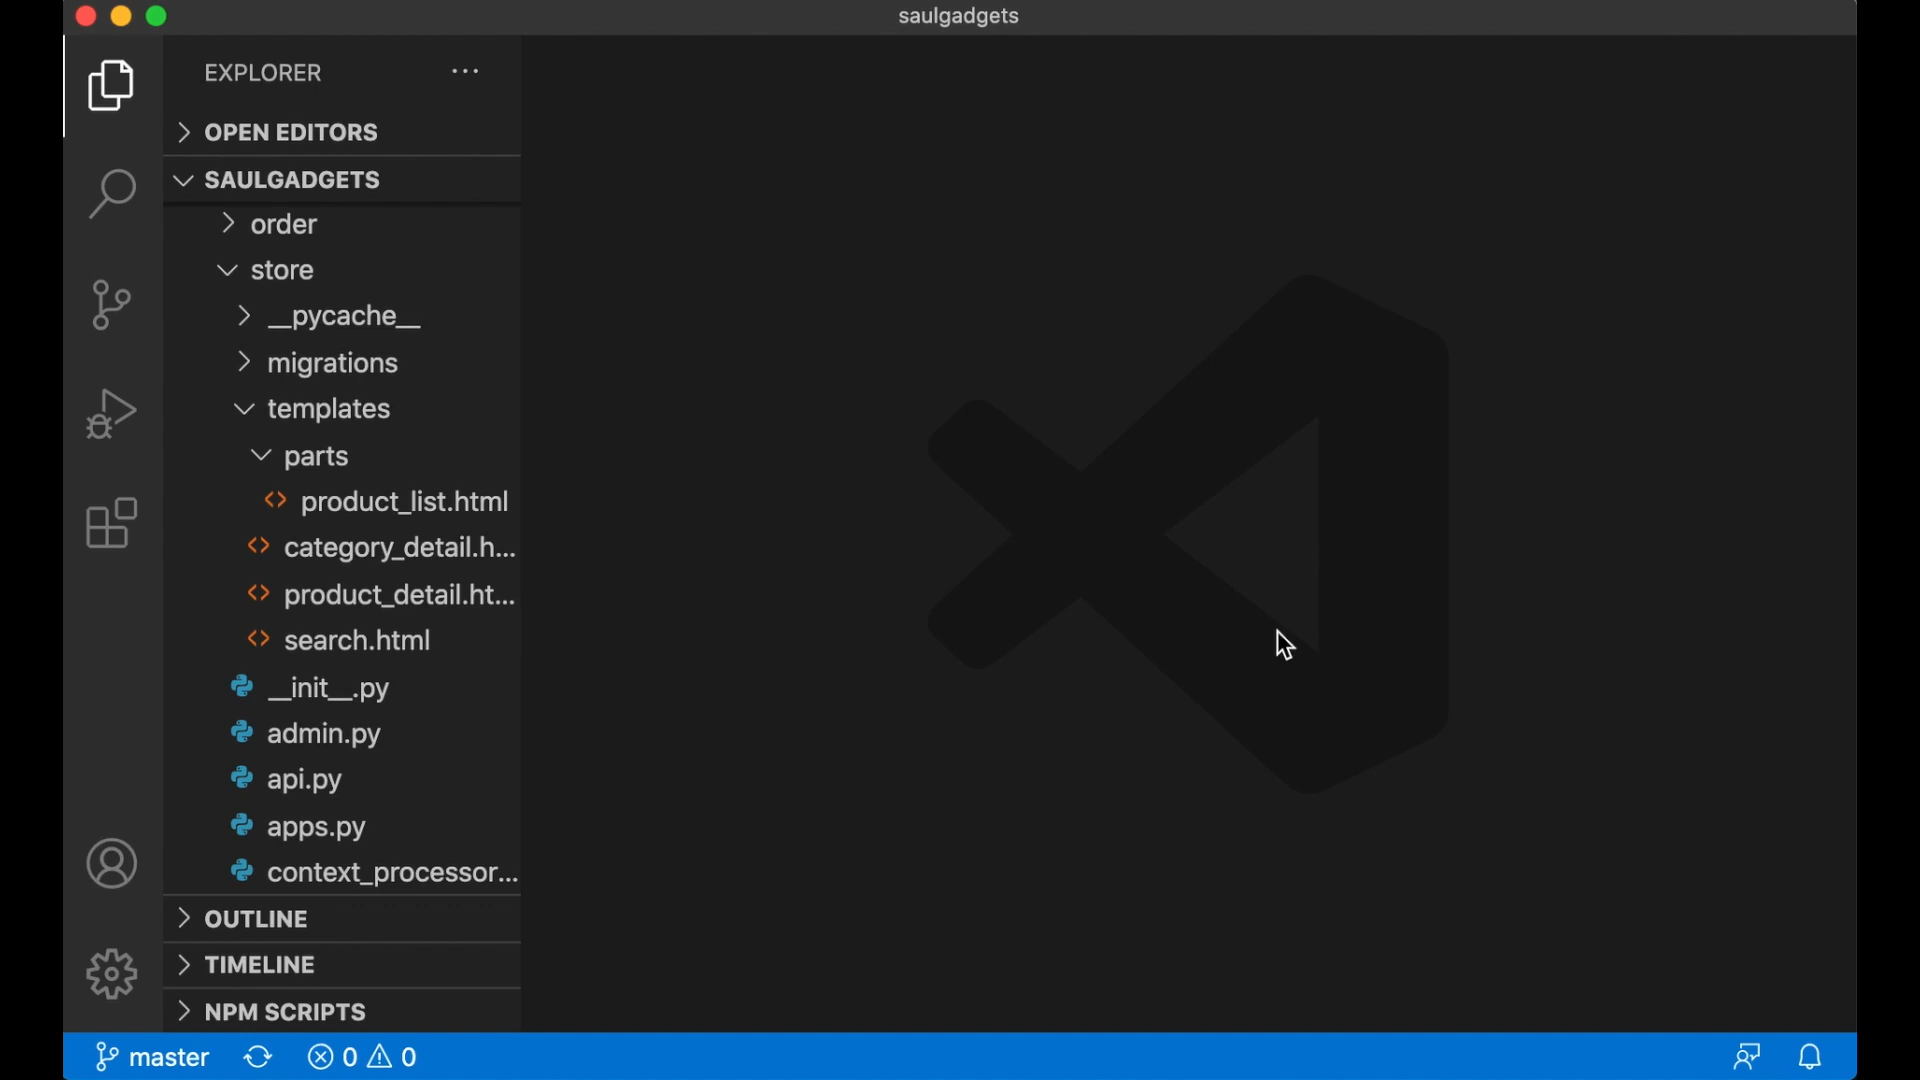 saulgadgets
EXPLORER
OPEN EDITORS
SAULGADGETS
order
store
__pycache__
migrations
templates
parts
product_list.html
category_detail.h...
product_detail.ht...
search.html
__init__.py
admin.py
api.py
apps.py
context_processor...
OUTLINE
TIMELINE
NPM SCRIPTS
master 0 0